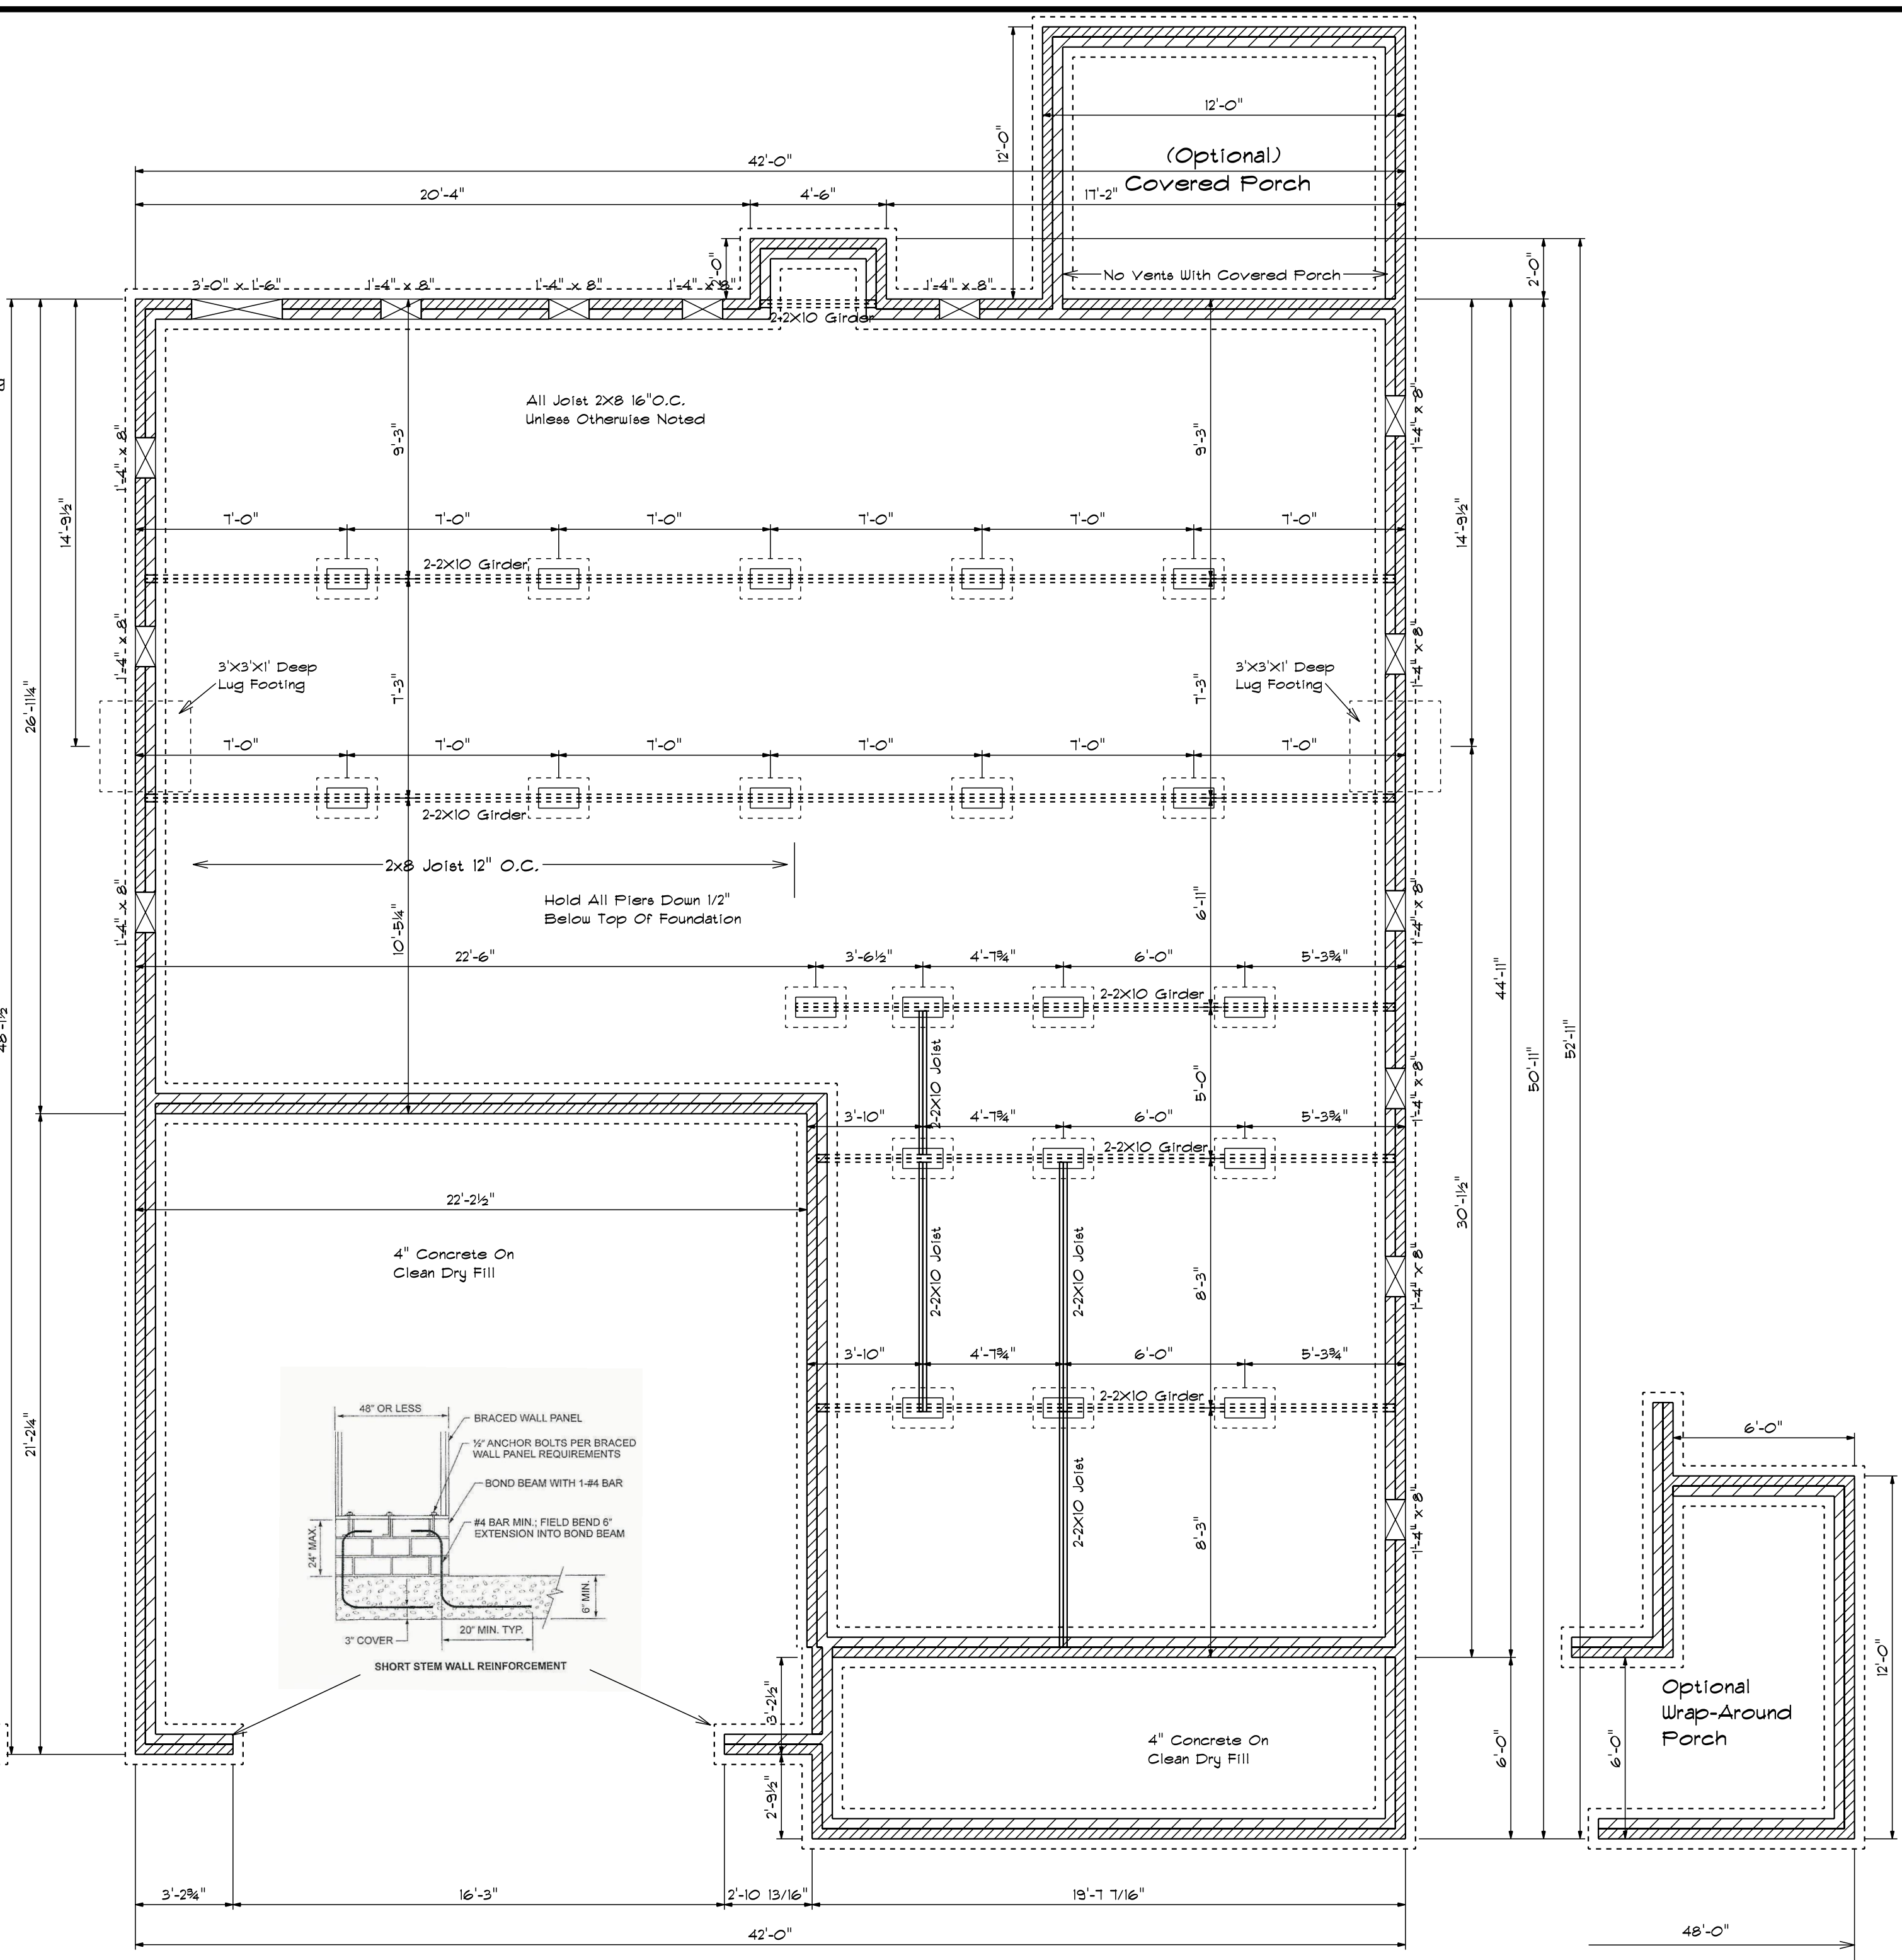 12'-0"
12'-0"
(Optional)
Covered Porch
42'-0"
20'-4"
4'-6"
17'-2"
No Vents With Covered Porch
2'-0"
3'-0" x 1'-6"
1'-4" x 8"
1'-4" x 8"
1'-4" x 8"
1'-4" x 8"
2-2X10 Girder
All Joist 2X8 16"O.C.
Unless Otherwise Noted
9'-3"
9'-3"
1'-4" x 8"
1'-4" x 8"
14'-9½"
14'-9½"
7'-0"
7'-0"
7'-0"
7'-0"
7'-0"
7'-0"
2-2X10 Girder
1'-4" x 8"
1'-4" x 8"
3'X3'X1' Deep
Lug Footing
3'X3'X1' Deep
Lug Footing
7'-3"
7'-3"
26'-11¼"
7'-0"
7'-0"
7'-0"
7'-0"
7'-0"
7'-0"
2-2X10 Girder
2x8 Joist 12" O.C.
Hold All Piers Down 1/2"
Below Top Of Foundation
1'-4" x 8"
1'-4" x 8"
10'-5¼"
6'-11"
22'-6"
3'-6½"
4'-7¾"
6'-0"
5'-3¾"
2-2X10 Girder
44'-11"
50'-11"
52'-11"
48'-1½"
2-2X10 Joist
5'-0"
1'-4" x 8"
3'-10"
4'-7¾"
6'-0"
5'-3¾"
2-2X10 Girder
22'-2½"
30'-1½"
4" Concrete On
Clean Dry Fill
2-2X10 Joist
2-2X10 Joist
8'-3"
1'-4" x 8"
3'-10"
4'-7¾"
6'-0"
5'-3¾"
2-2X10 Girder
21'-2¼"
48" OR LESS
BRACED WALL PANEL
½" ANCHOR BOLTS PER BRACED
WALL PANEL REQUIREMENTS
BOND BEAM WITH 1-#4 BAR
#4 BAR MIN.; FIELD BEND 6"
EXTENSION INTO BOND BEAM
24" MAX.
6" MIN.
20" MIN. TYP.
3" COVER
SHORT STEM WALL REINFORCEMENT
2-2X10 Joist
8'-3"
1'-4" x 8"
6'-0"
12'-0"
Optional
Wrap-Around
Porch
6'-0"
3'-2½"
4" Concrete On
Clean Dry Fill
6'-0"
2'-9½"
3'-2¾"
16'-3"
2'-10 13/16"
19'-7 7/16"
42'-0"
48'-0"